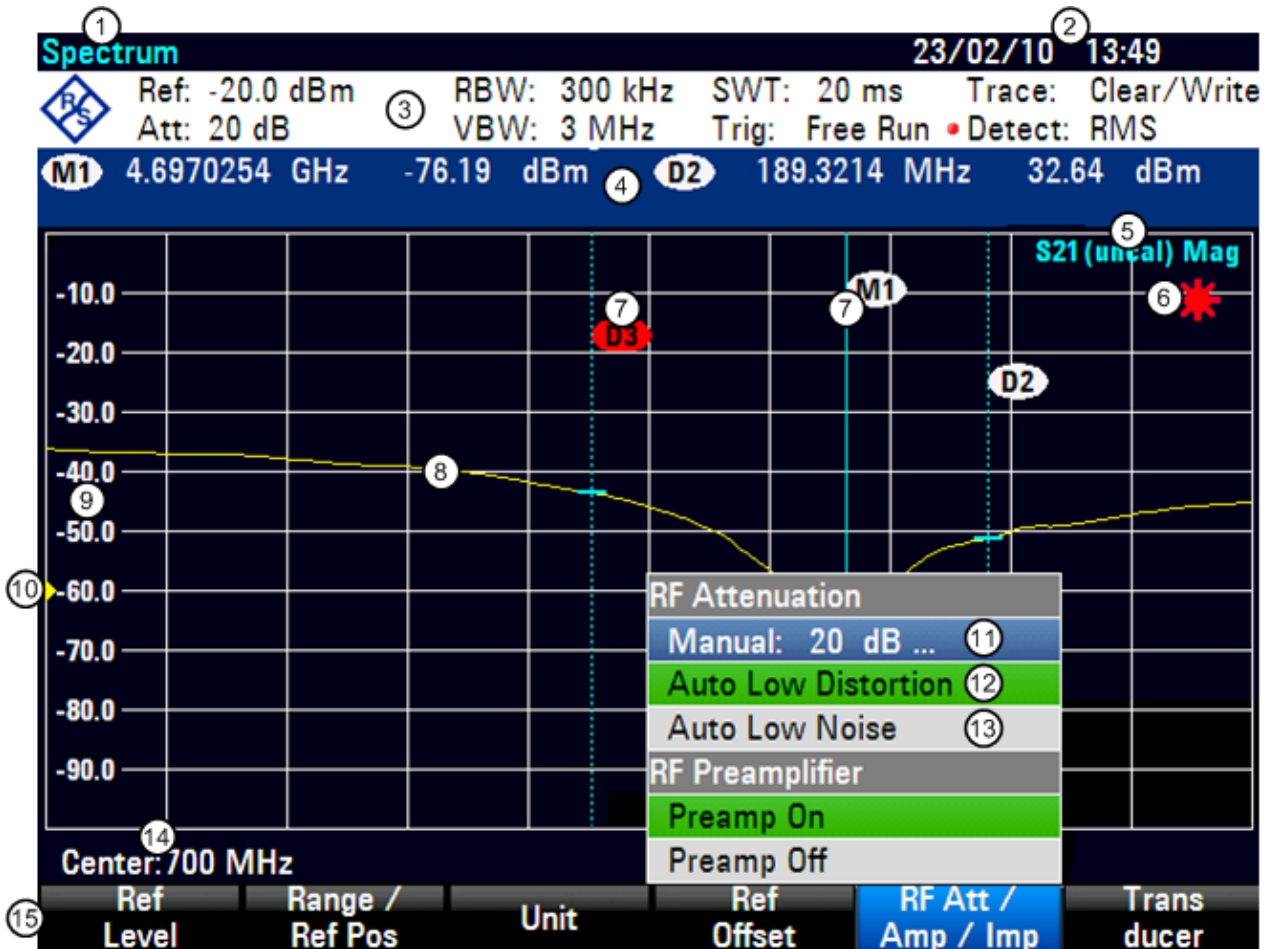 1
2
Spectrum 23/02/10 13:49
R&S Ref: -20.0 dBm RBW: 300 kHz SWT: 20 ms Trace: Clear/Write
3
Att: 20 dB VBW: 3 MHz Trig: Free Run Detect: RMS
M1 4.6970254 GHz -76.19 dBm 4 D2 189.3214 MHz 32.64 dBm
5
S21 (uncal) Mag
-10.0 7 7 M1 6
D3
-20.0
D2
-30.0
-40.0 8
9
-50.0
10 -60.0
RF Attenuation
-70.0
Manual: 20 dB ... 11
Auto Low Distortion 12
-80.0
Auto Low Noise 13
-90.0
RF Preamplifier
Preamp On
14
Center: 700 MHz
Preamp Off
15
Ref Level
Range / Ref Pos
Unit
Ref Offset
RF Att / Amp / Imp
Trans ducer